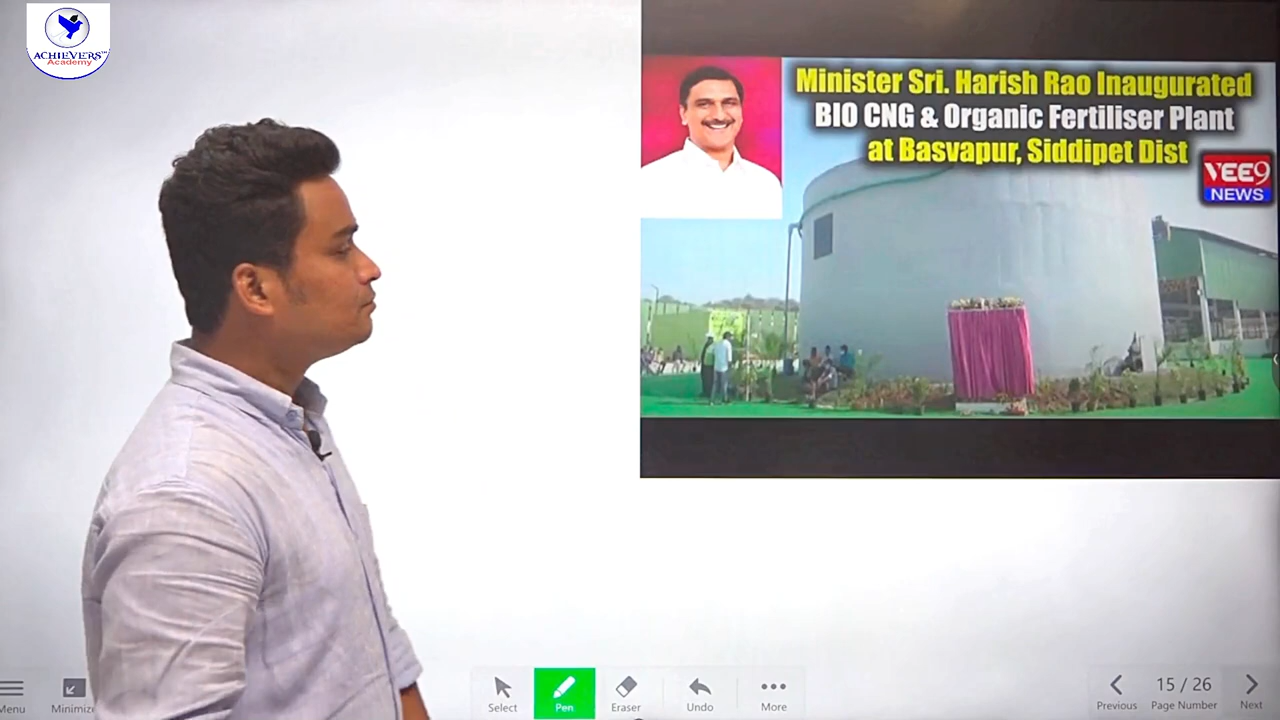 ACHIEVERS™
Academy
Minister Sri. Harish Rao Inaugurated
BIO CNG & Organic Fertiliser Plant
at Basvapur, Siddipet Dist
VEE9
NEWS
Menu
Minimiz
Select
Pen
Eraser
Undo
More
Previous
15 / 26
Page Number
Next